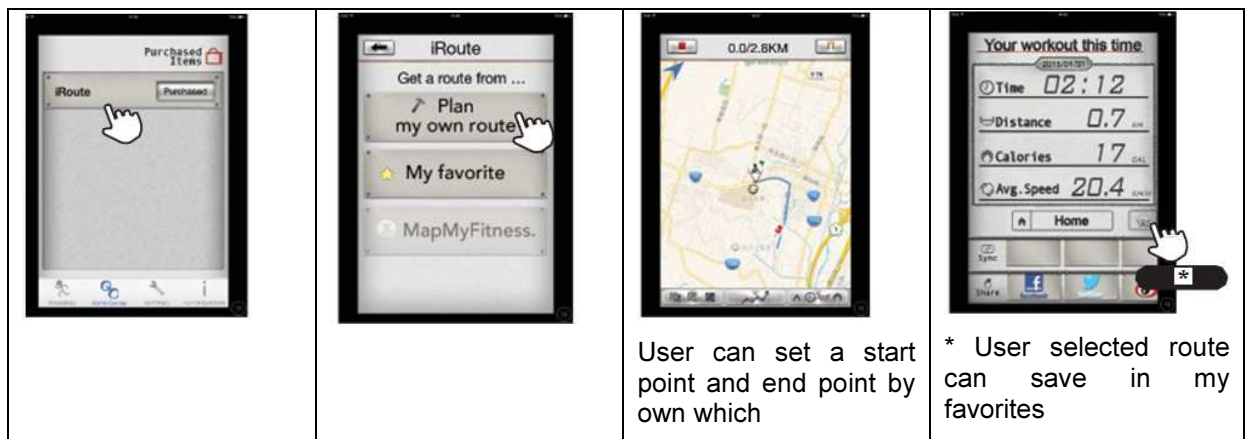 Purchased
Items
iRoute
Purchased
iRoute
Get a route from ...
Plan
my own route
My favorite
MapMyFitness.
0.0/2.8KM
User can set a start
point and end point by
own which
Your workout this time
2015/01/01
Time 02:12
Distance 0.7
Calories 17
Avg.Speed 20.4
Home
Sync
Share
*
* User selected route
can save in my
favorites